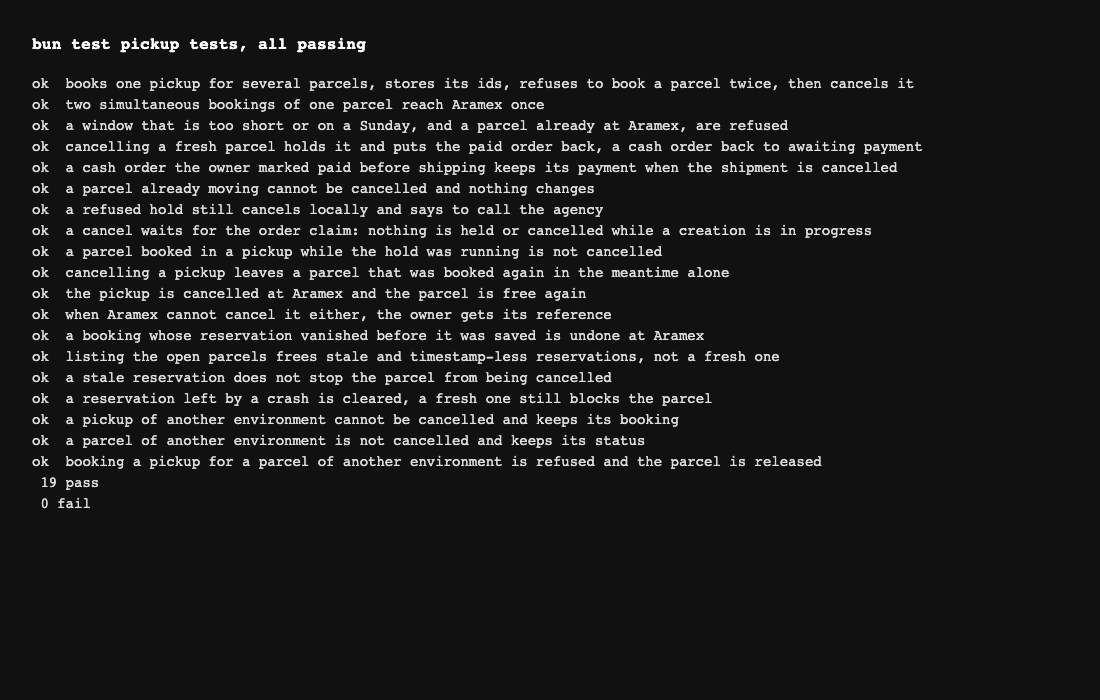 bun test pickup tests, all passing
ok  books one pickup for several parcels, stores its ids, refuses to book a parcel twice, then cancels it
ok  two simultaneous bookings of one parcel reach Aramex once
ok  a window that is too short or on a Sunday, and a parcel already at Aramex, are refused
ok  cancelling a fresh parcel holds it and puts the paid order back, a cash order back to awaiting payment
ok  a cash order the owner marked paid before shipping keeps its payment when the shipment is cancelled
ok  a parcel already moving cannot be cancelled and nothing changes
ok  a refused hold still cancels locally and says to call the agency
ok  a cancel waits for the order claim: nothing is held or cancelled while a creation is in progress
ok  a parcel booked in a pickup while the hold was running is not cancelled
ok  cancelling a pickup leaves a parcel that was booked again in the meantime alone
ok  the pickup is cancelled at Aramex and the parcel is free again
ok  when Aramex cannot cancel it either, the owner gets its reference
ok  a booking whose reservation vanished before it was saved is undone at Aramex
ok  listing the open parcels frees stale and timestamp-less reservations, not a fresh one
ok  a stale reservation does not stop the parcel from being cancelled
ok  a reservation left by a crash is cleared, a fresh one still blocks the parcel
ok  a pickup of another environment cannot be cancelled and keeps its booking
ok  a parcel of another environment is not cancelled and keeps its status
ok  booking a pickup for a parcel of another environment is refused and the parcel is released
19 pass
0 fail